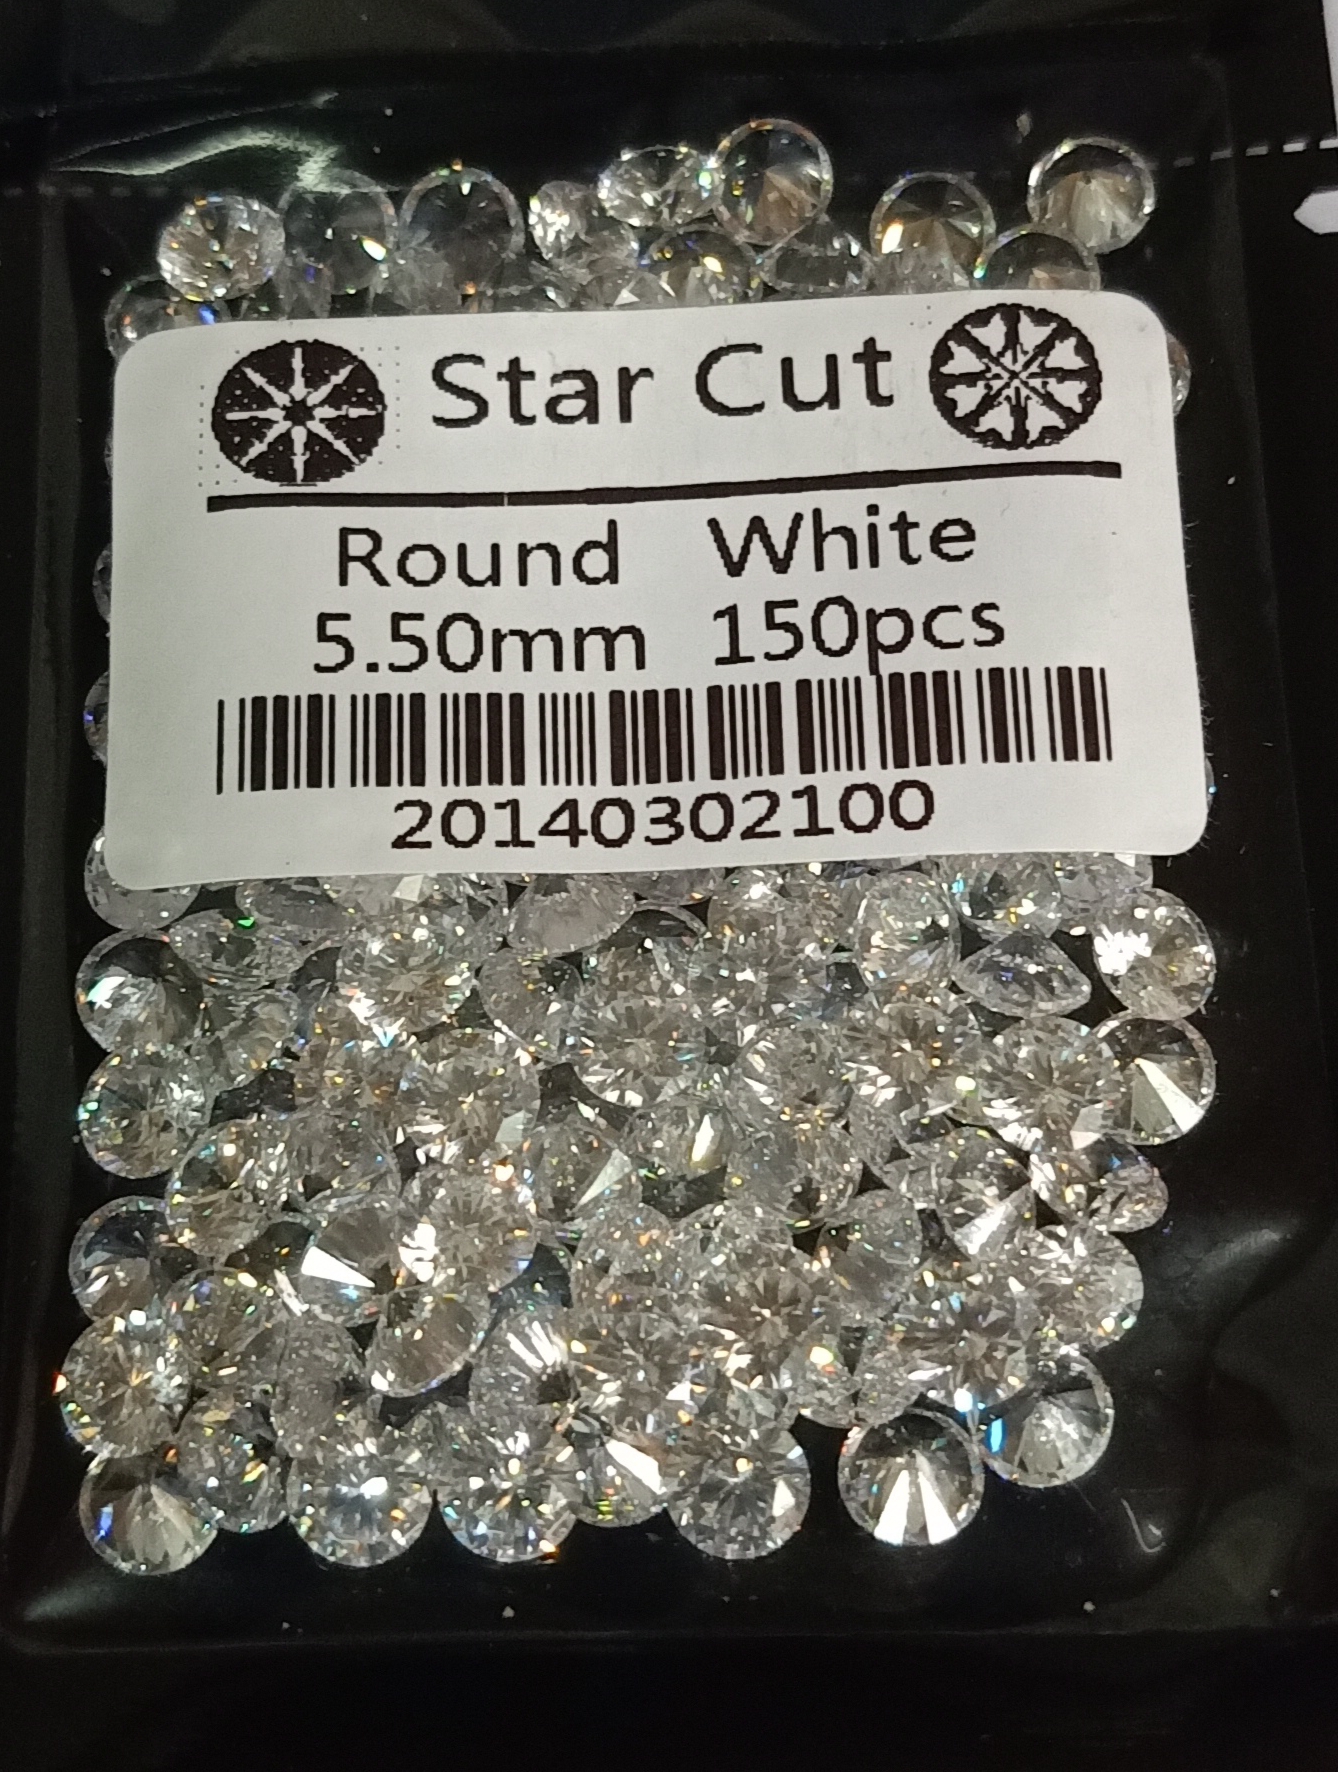 Star Cut
Round White
5.50mm 150pcs
20140302100